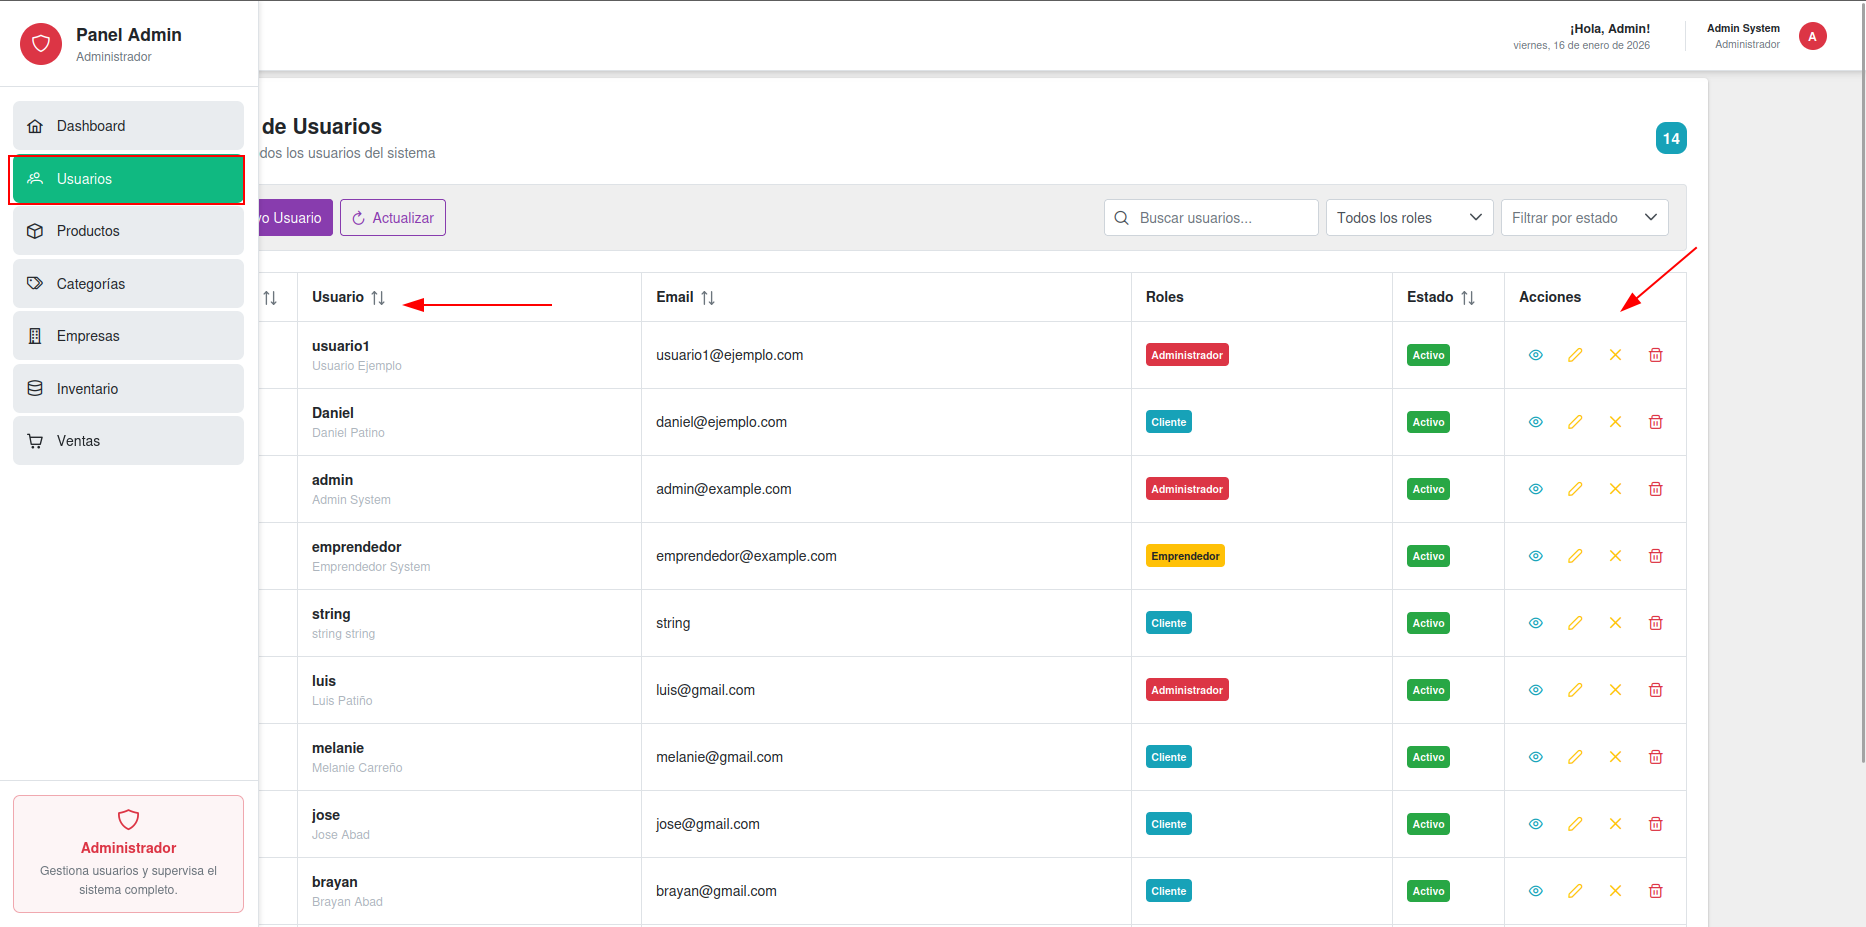 Panel Admin
Administrador
¡Hola, Admin!
viernes, 16 de enero de 2026
Admin System
Administrador
A
Dashboard
Usuarios
Productos
Categorías
Empresas
Inventario
Ventas
Administrador
Gestiona usuarios y supervisa el
sistema completo.
de Usuarios
los usuarios del sistema
14
Usuario
Actualizar
Buscar usuarios...
Todos los roles
Filtrar por estado
Usuario Email Roles Estado Acciones
usuario1
Usuario Ejemplo
usuario1@ejemplo.com
Administrador
Activo
Daniel
Daniel Patino
daniel@ejemplo.com
Cliente
Activo
admin
Admin System
admin@example.com
Administrador
Activo
emprendedor
Emprendedor System
emprendedor@example.com
Emprendedor
Activo
string
string string
string
Cliente
Activo
luis
Luis Patiño
luis@gmail.com
Administrador
Activo
melanie
Melanie Carreño
melanie@gmail.com
Cliente
Activo
jose
Jose Abad
jose@gmail.com
Cliente
Activo
brayan
Brayan Abad
brayan@gmail.com
Cliente
Activo